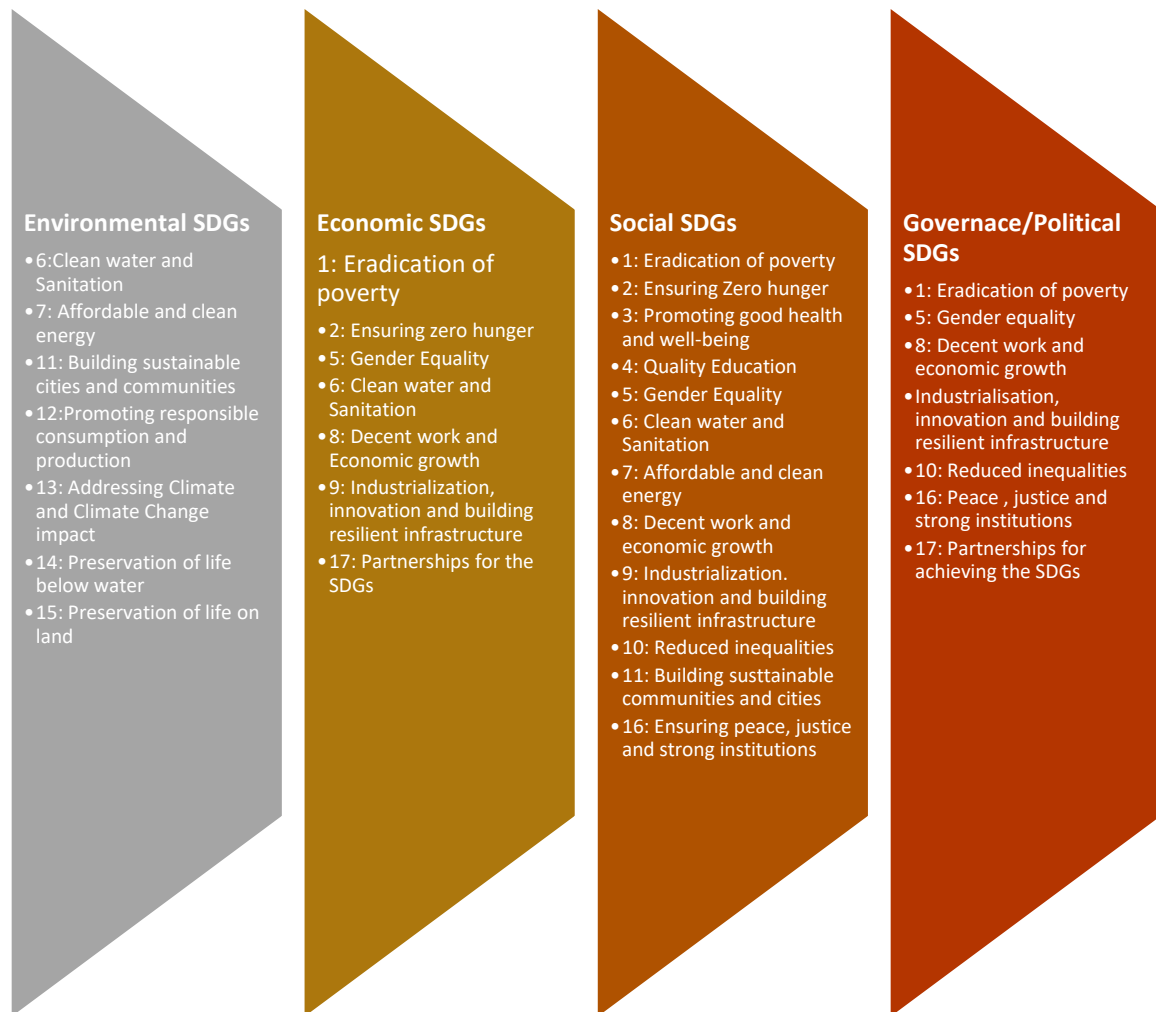 Environmental SDGs
•6:Clean water and
Sanitation
•7: Affordable and clean
energy
•11: Building sustainable
cities and communities
•12:Promoting responsible
consumption and
production
•13: Addressing Climate
and Climate Change
impact
•14: Preservation of life
below water
•15: Preservation of life on
land
Economic SDGs
1: Eradication of
poverty
•2: Ensuring zero hunger
•5: Gender Equality
•6: Clean water and
Sanitation
•8: Decent work and
Economic growth
•9: Industrialization,
innovation and building
resilient infrastructure
•17: Partnerships for the
SDGs
Social SDGs
•1: Eradication of poverty
•2: Ensuring Zero hunger
•3: Promoting good health
and well-being
•4: Quality Education
•5: Gender Equality
•6: Clean water and
Sanitation
•7: Affordable and clean
energy
•8: Decent work and
economic growth
•9: Industrialization.
innovation and building
resilient infrastructure
•10: Reduced inequalities
•11: Building susttainable
communities and cities
•16: Ensuring peace, justice
and strong institutions
Governace/Political
SDGs
•1: Eradication of poverty
•5: Gender equality
•8: Decent work and
economic growth
•Industrialisation,
innovation and building
resilient infrastructure
•10: Reduced inequalities
•16: Peace , justice and
strong institutions
•17: Partnerships for
achieving the SDGs